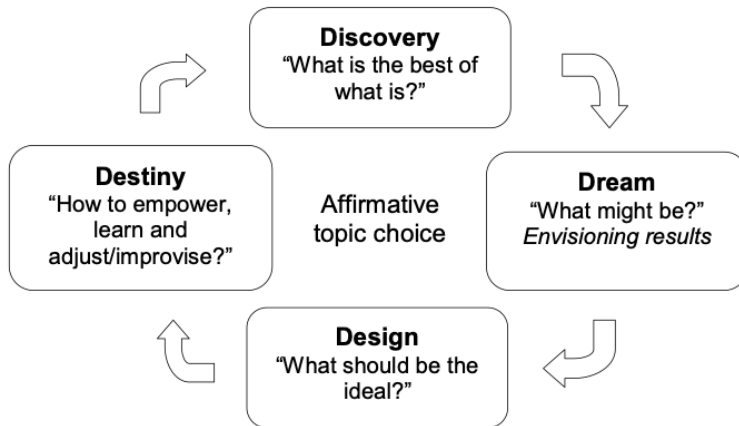 Discovery
“What is the best of
what is?”
Destiny
“How to empower,
learn and
adjust/improvise?”
Affirmative
topic choice
Dream
“What might be?”
Envisioning results
Design
“What should be the
ideal?”